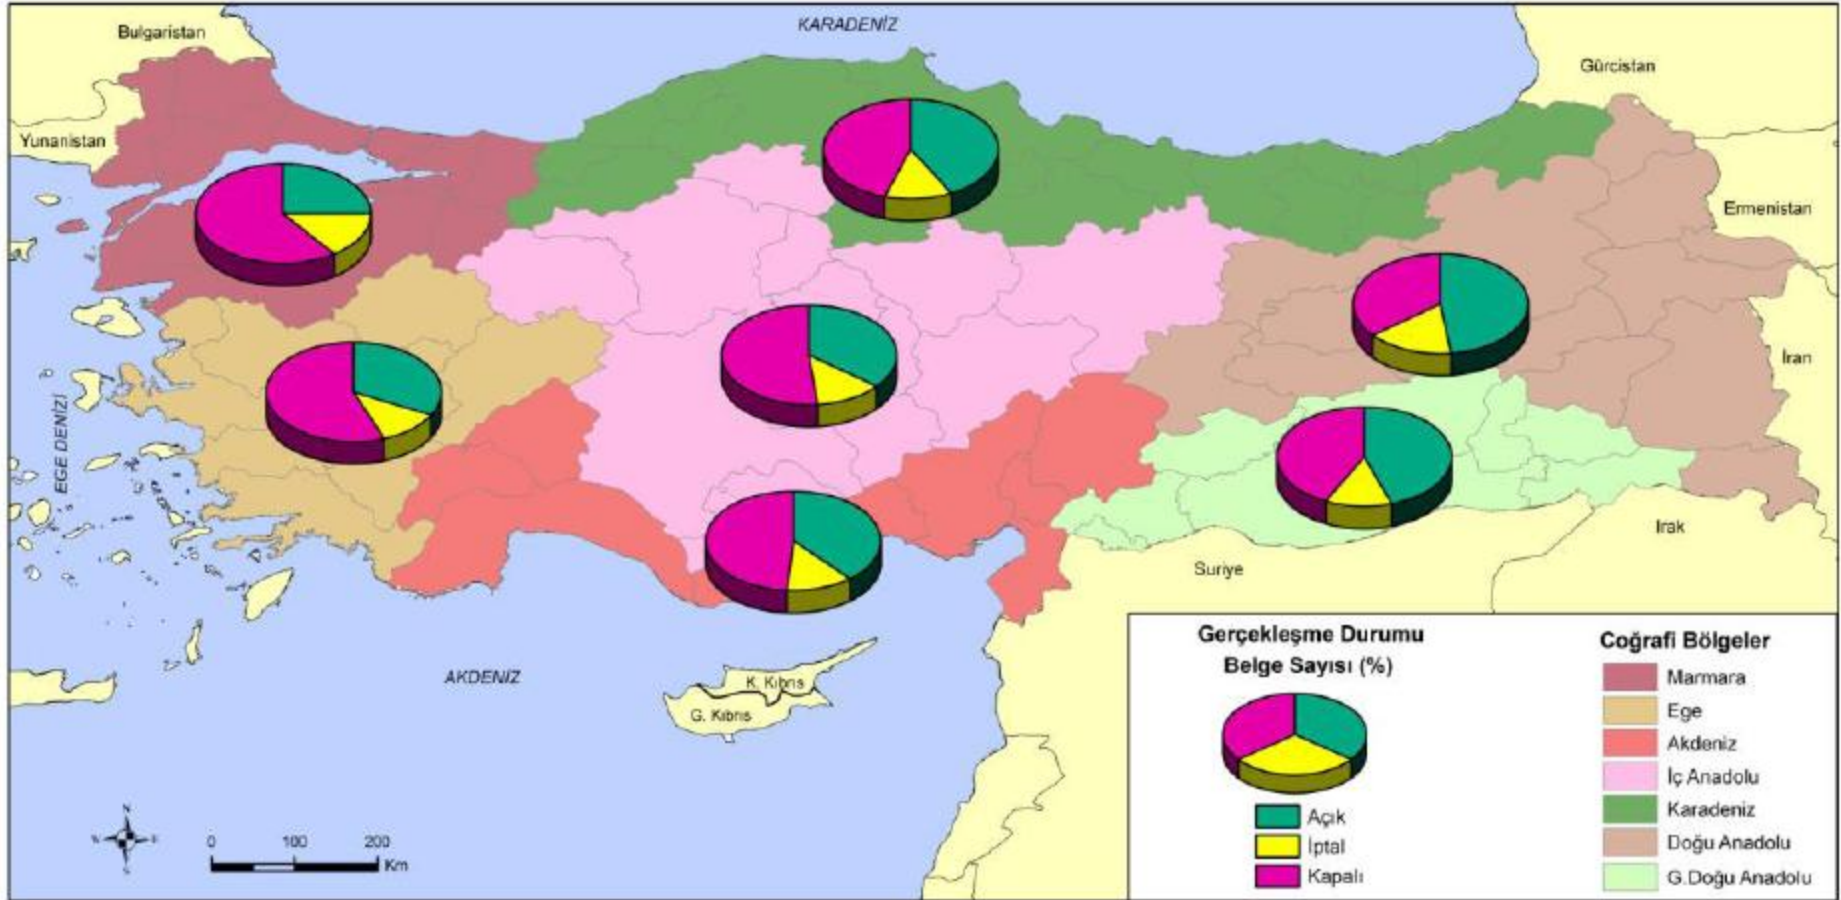 KARADENİZ
Bulgaristan
Gürcistan
Yunanistan
Ermenistan
İran
EGE DENİZİ
Irak
Suriye
AKDENİZ
K. Kıbrıs
G. Kıbrıs
N
W
E
S
0 100 200
Km
Gerçekleşme Durumu
Belge Sayısı (%)
Açık
İptal
Kapalı
Coğrafi Bölgeler
Marmara
Ege
Akdeniz
İç Anadolu
Karadeniz
Doğu Anadolu
G.Doğu Anadolu